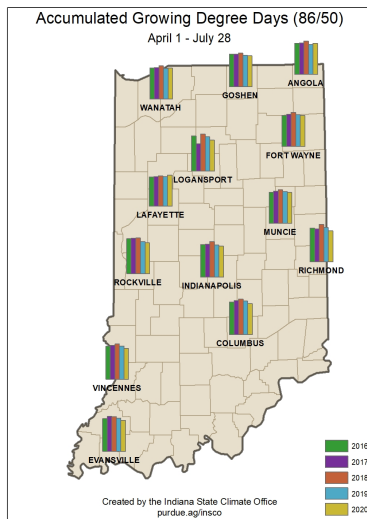 Accumulated Growing Degree Days (86/50)
April 1 - July 28
ANGOLA
GOSHEN
WANATAH
FORT WAYNE
LOGANSPORT
LAFAYETTE
MUNCIE
RICHMOND
ROCKVILLE
INDIANAPOLIS
COLUMBUS
VINCENNES
EVANSVILLE
2016
2017
2018
2019
2020
Created by the Indiana State Climate Office
purdue.ag/insco